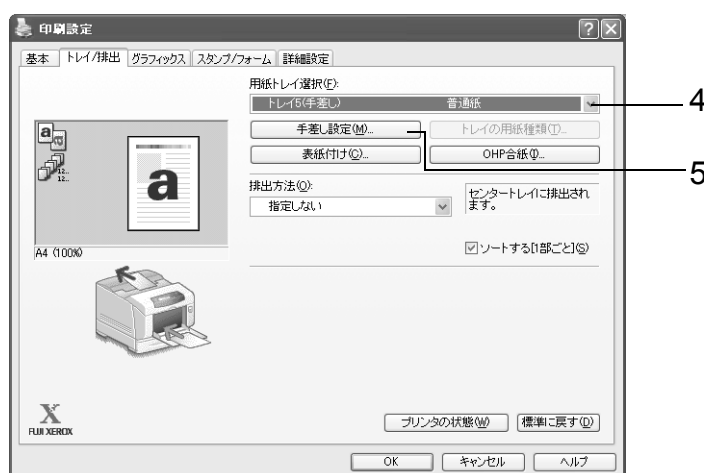 印刷設定
基本 トレイ/排出 グラフィックス スタンプ/フォーム 詳細設定
用紙トレイ選択(F):
トレイ5(手差し) 普通紙
4
手差し設定(M)... トレイの用紙種類(T)...
表紙付け(C)... OHP合紙(I)...
5
排出方法(O):
指定しない
センタートレイに排出され
ます。
A4 (100%)
ソートする[1部ごと](S)
FUJI XEROX
プリンタの状態(W) 標準に戻す(D)
OK キャンセル ヘルプ